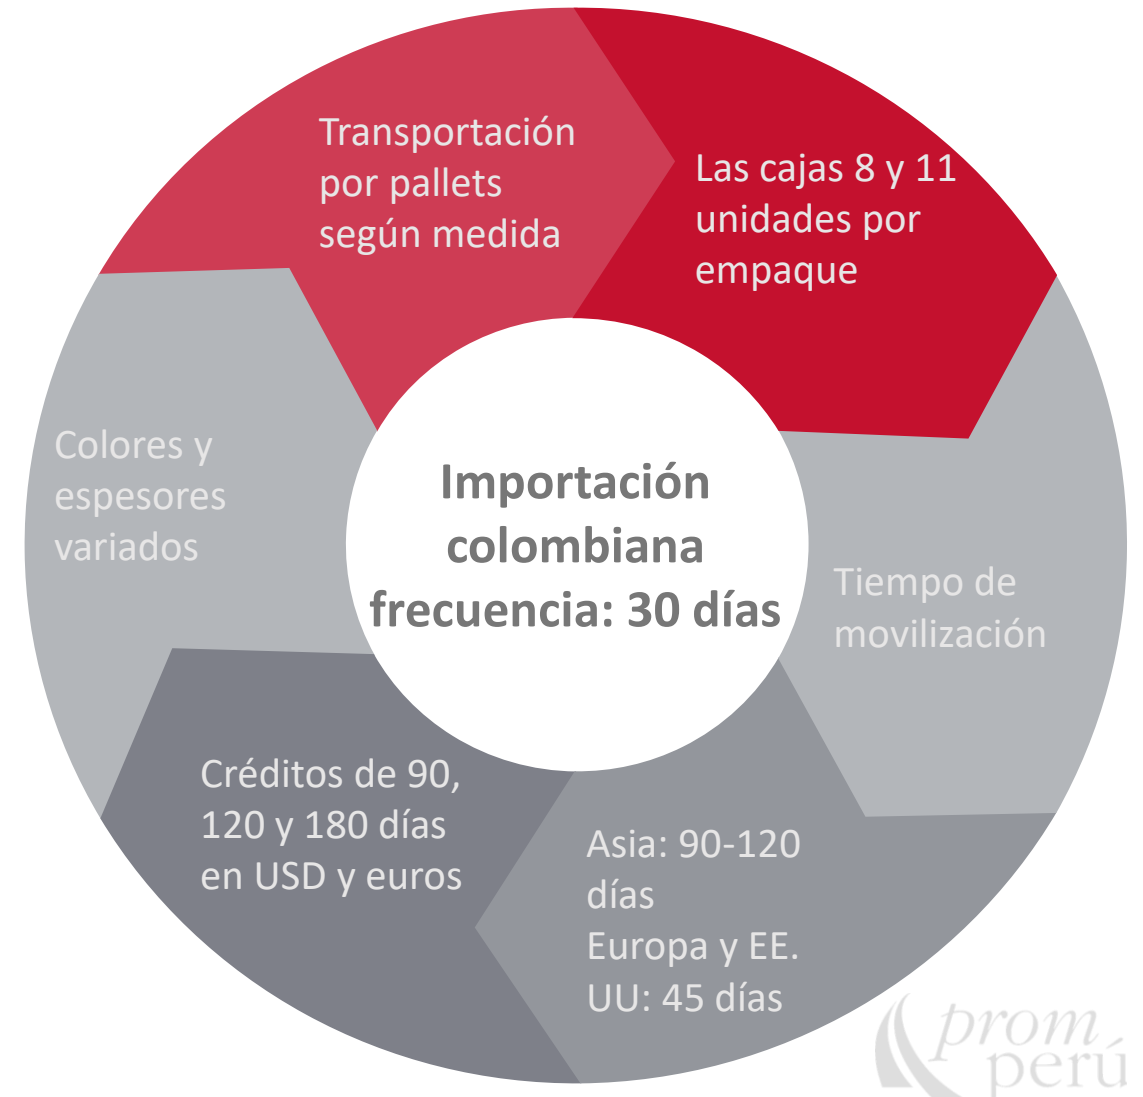 Transportación
por pallets
según medida
Las cajas 8 y 11
unidades por
empaque
Tiempo de
movilización
Asia: 90-120
días
Europa y EE.
UU: 45 días
Créditos de 90,
120 y 180 días
en USD y euros
Colores y
espesores
variados
Importación
colombiana
frecuencia: 30 días
prom
perú